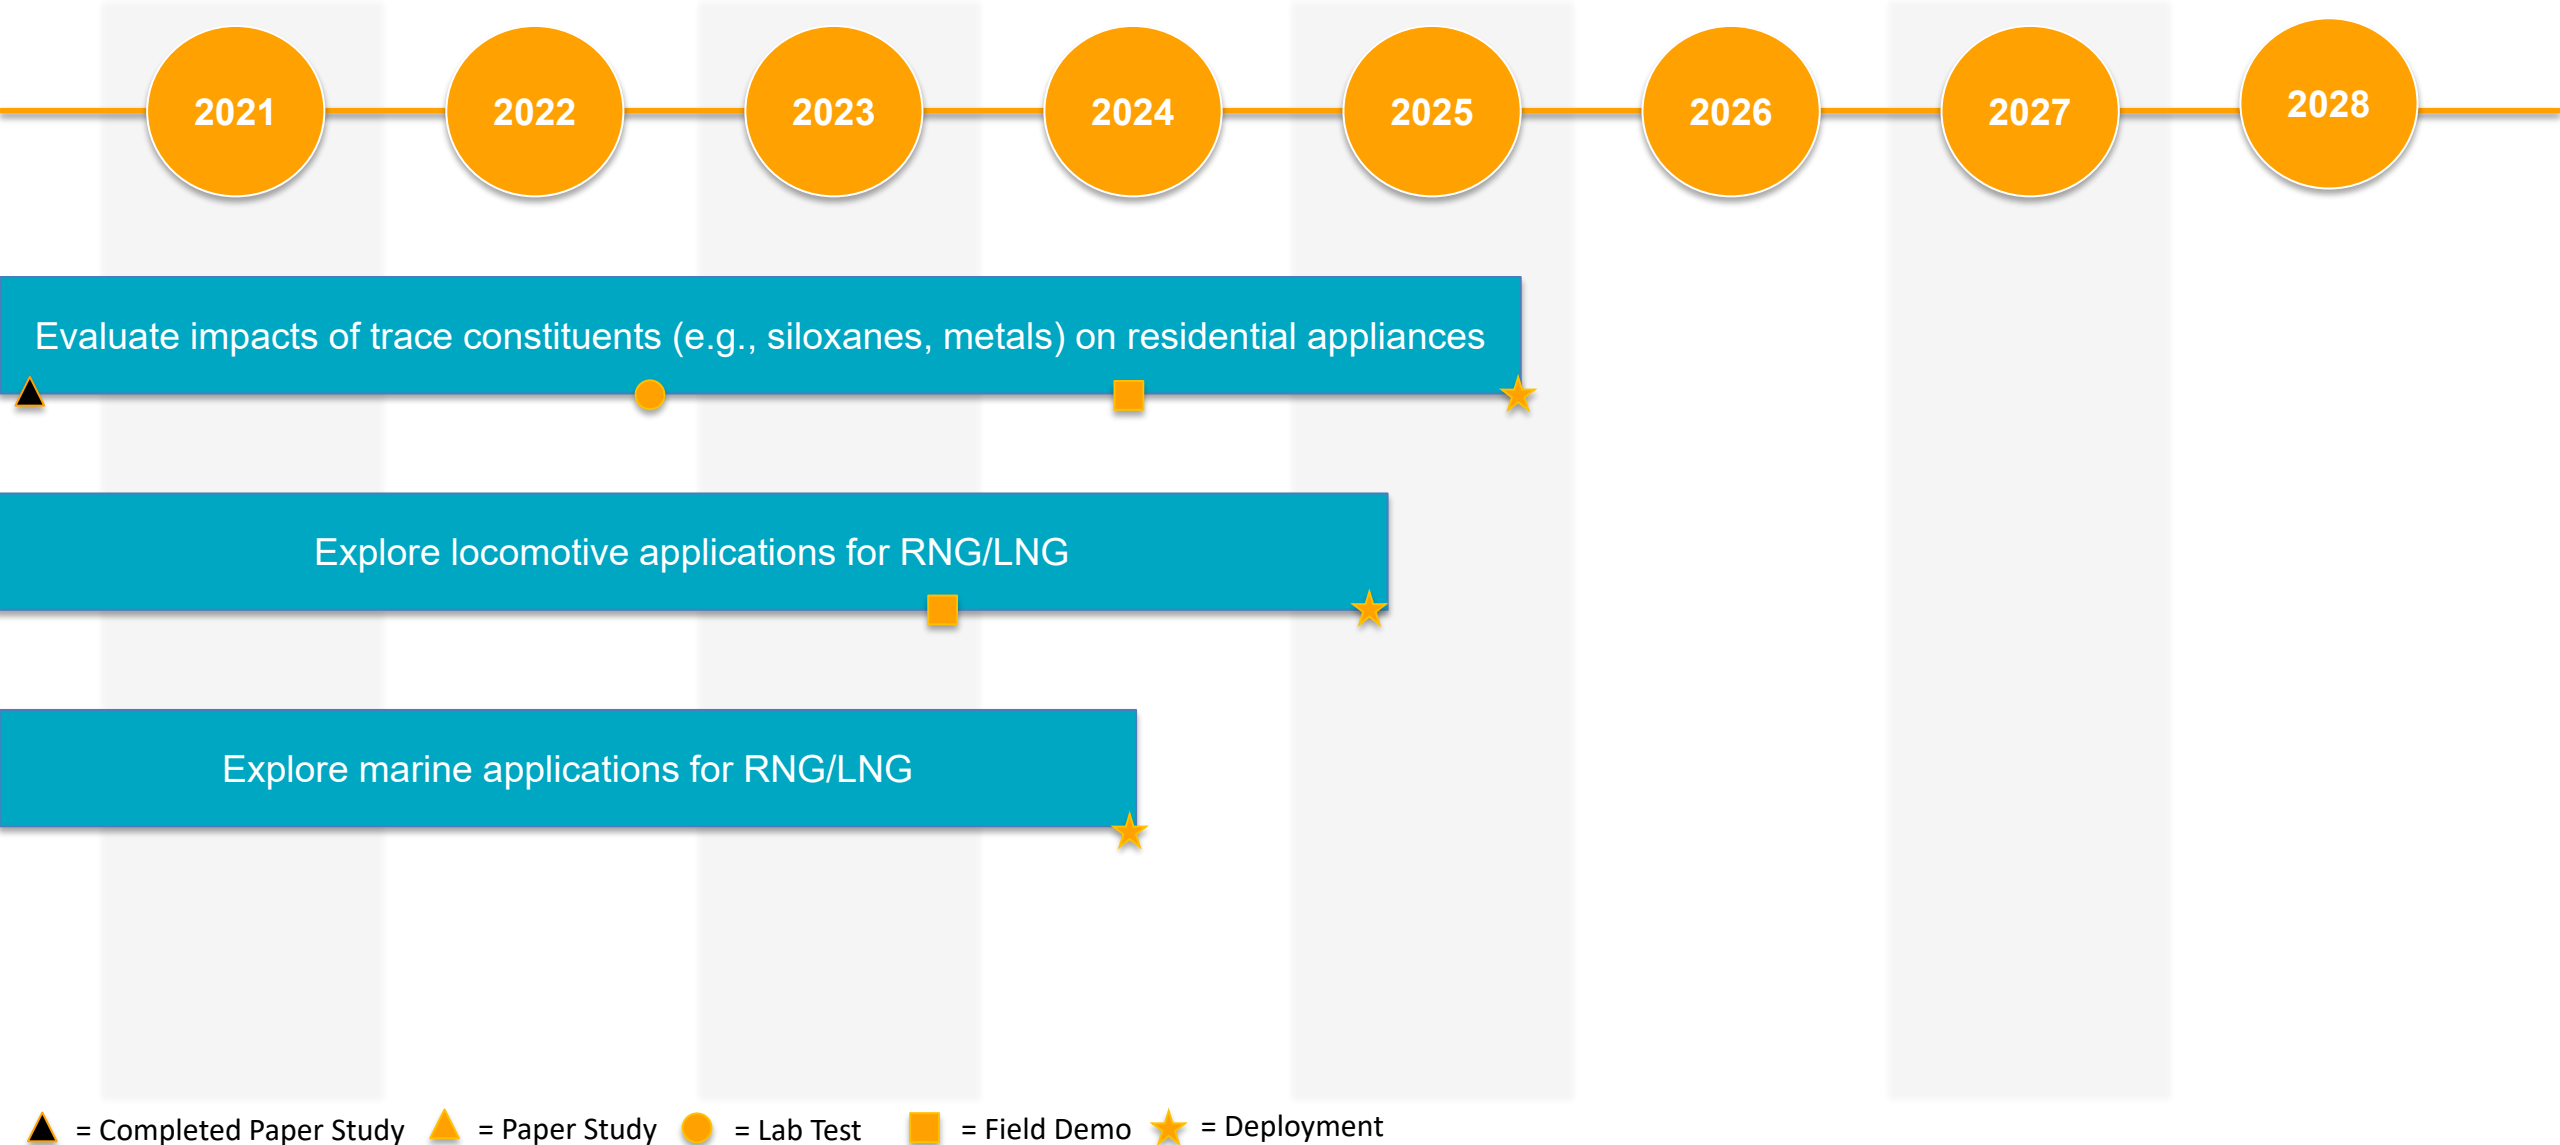 2021
2022
2023
2024
2025
2026
2027
2028
Evaluate impacts of trace constituents (e.g., siloxanes, metals) on residential appliances
Explore locomotive applications for RNG/LNG
Explore marine applications for RNG/LNG
= Completed Paper Study
= Paper Study
= Lab Test
= Field Demo
= Deployment